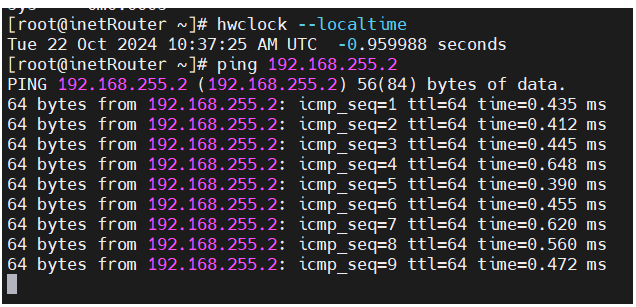 [root@inetRouter ~]# hwclock --localtime
Tue 22 Oct 2024 10:37:25 AM UTC  -0.959988 seconds
[root@inetRouter ~]# ping 192.168.255.2
PING 192.168.255.2 (192.168.255.2) 56(84) bytes of data.
64 bytes from 192.168.255.2: icmp_seq=1 ttl=64 time=0.435 ms
64 bytes from 192.168.255.2: icmp_seq=2 ttl=64 time=0.412 ms
64 bytes from 192.168.255.2: icmp_seq=3 ttl=64 time=0.445 ms
64 bytes from 192.168.255.2: icmp_seq=4 ttl=64 time=0.648 ms
64 bytes from 192.168.255.2: icmp_seq=5 ttl=64 time=0.390 ms
64 bytes from 192.168.255.2: icmp_seq=6 ttl=64 time=0.455 ms
64 bytes from 192.168.255.2: icmp_seq=7 ttl=64 time=0.620 ms
64 bytes from 192.168.255.2: icmp_seq=8 ttl=64 time=0.560 ms
64 bytes from 192.168.255.2: icmp_seq=9 ttl=64 time=0.472 ms